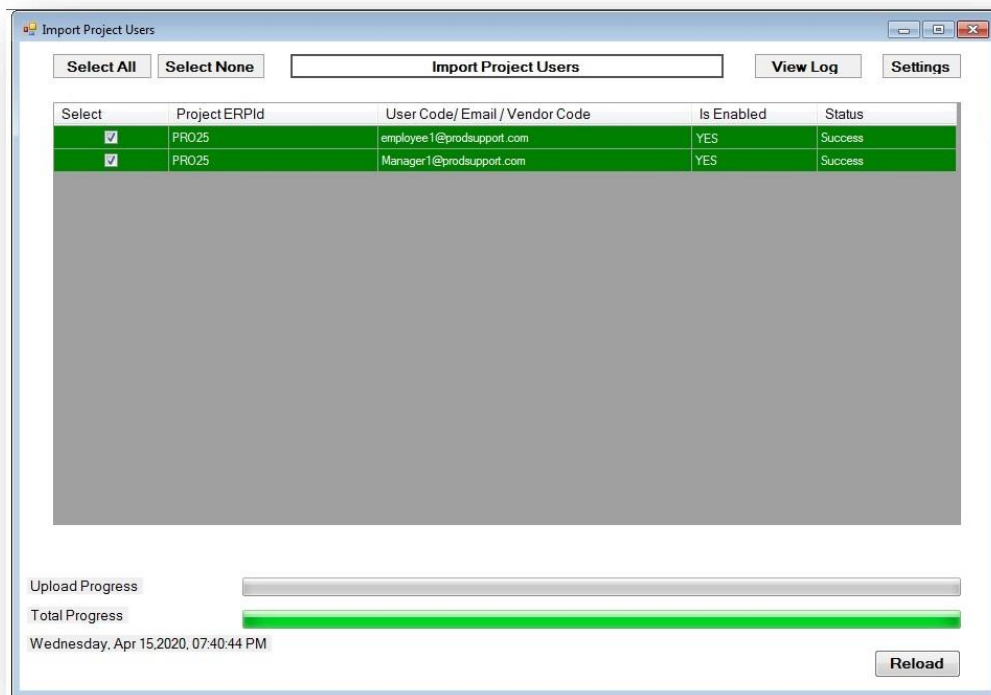 Import Project Users
Select All Select None Import Project Users View Log Settings
Select Project ERPId User Code/ Email / Vendor Code Is Enabled Status
PRO25 employee1@prodsupport.com YES Success
PRO25 Manager1@prodsupport.com YES Success
Upload Progress
Total Progress
Wednesday, Apr 15,2020, 07:40:44 PM
Reload